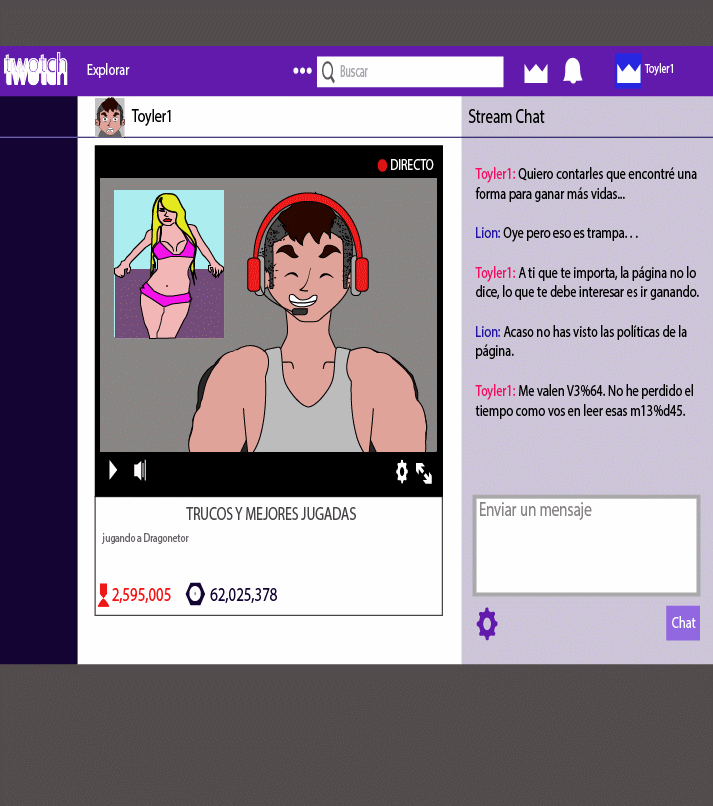 twotch
Explorar
Buscar
Toyler1
Toyler1
Stream Chat
DIRECTO
TRUCOS Y MEJORES JUGADAS
jugando a Dragonetor
2,595,005
62,025,378
Toyler1: Quiero contarles que encontré una
forma para ganar más vidas...
Lion: Oye pero eso es trampa. . .
Toyler1: A ti que te importa, la página no lo
dice, lo que te debe interesar es ir ganando.
Lion: Acaso no has visto las políticas de la
página.
Toyler1: Me valen V3%64. No he perdido el
tiempo como vos en leer esas m13%d45.
Enviar un mensaje
Chat